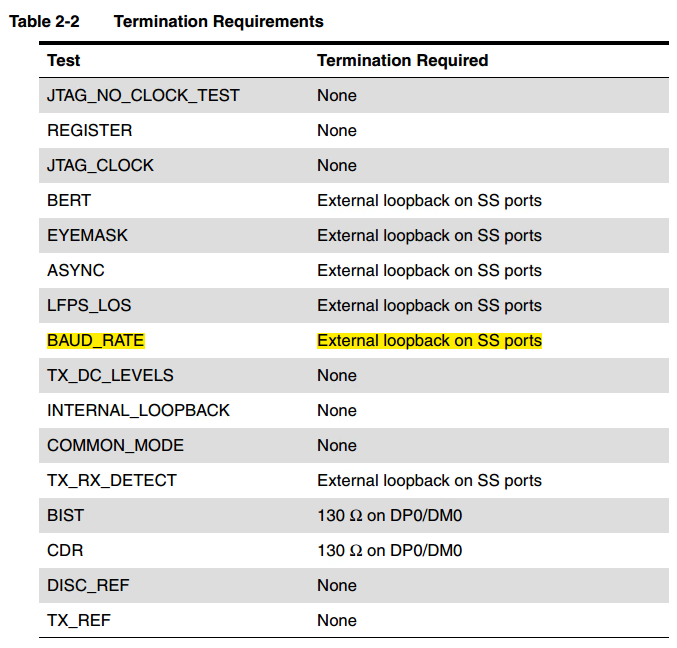 Table 2-2 Termination Requirements
Test Termination Required
JTAG_NO_CLOCK_TEST None
REGISTER None
JTAG_CLOCK None
BERT External loopback on SS ports
EYEMASK External loopback on SS ports
ASYNC External loopback on SS ports
LFPS_LOS External loopback on SS ports
BAUD_RATE External loopback on SS ports
TX_DC_LEVELS None
INTERNAL_LOOPBACK None
COMMON_MODE None
TX_RX_DETECT External loopback on SS ports
BIST 130 Ω on DP0/DM0
CDR 130 Ω on DP0/DM0
DISC_REF None
TX_REF None